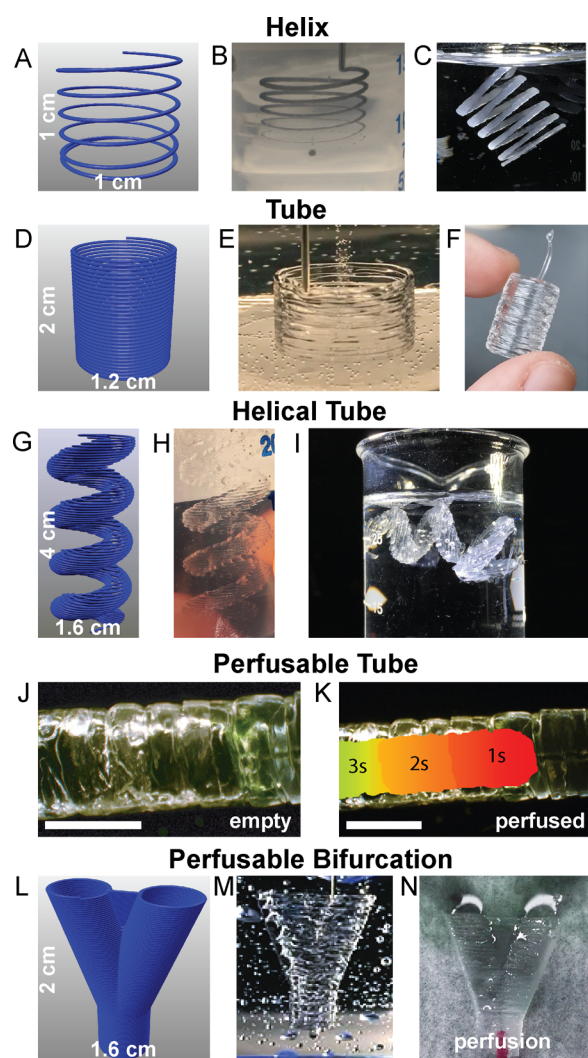 Helix
A
B
C
1 cm
1 cm
Tube
D
E
F
2 cm
1.2 cm
Helical Tube
G
H
I
4 cm
1.6 cm
Perfusable Tube
J
K
3s
2s
1s
empty
perfused
Perfusable Bifurcation
L
M
N
2 cm
1.6 cm
perfusion